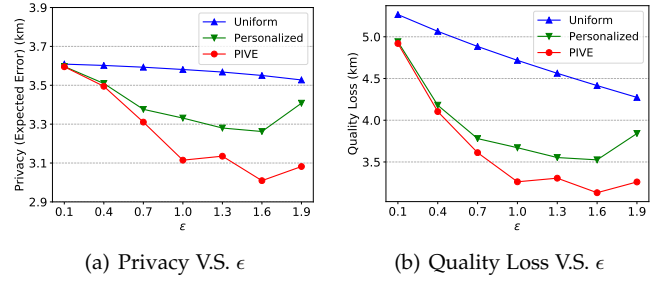 3.9
3.7
3.5
3.3
3.1
2.9
Privacy (Expected Error) (km)
Uniform
Personalized
PIVE
0.1 0.4 0.7 1.0 1.3 1.6 1.9
ε
(a) Privacy V.S. ϵ
5.0
4.5
4.0
3.5
Quality Loss (km)
Uniform
Personalized
PIVE
0.1 0.4 0.7 1.0 1.3 1.6 1.9
ε
(b) Quality Loss V.S. ϵ